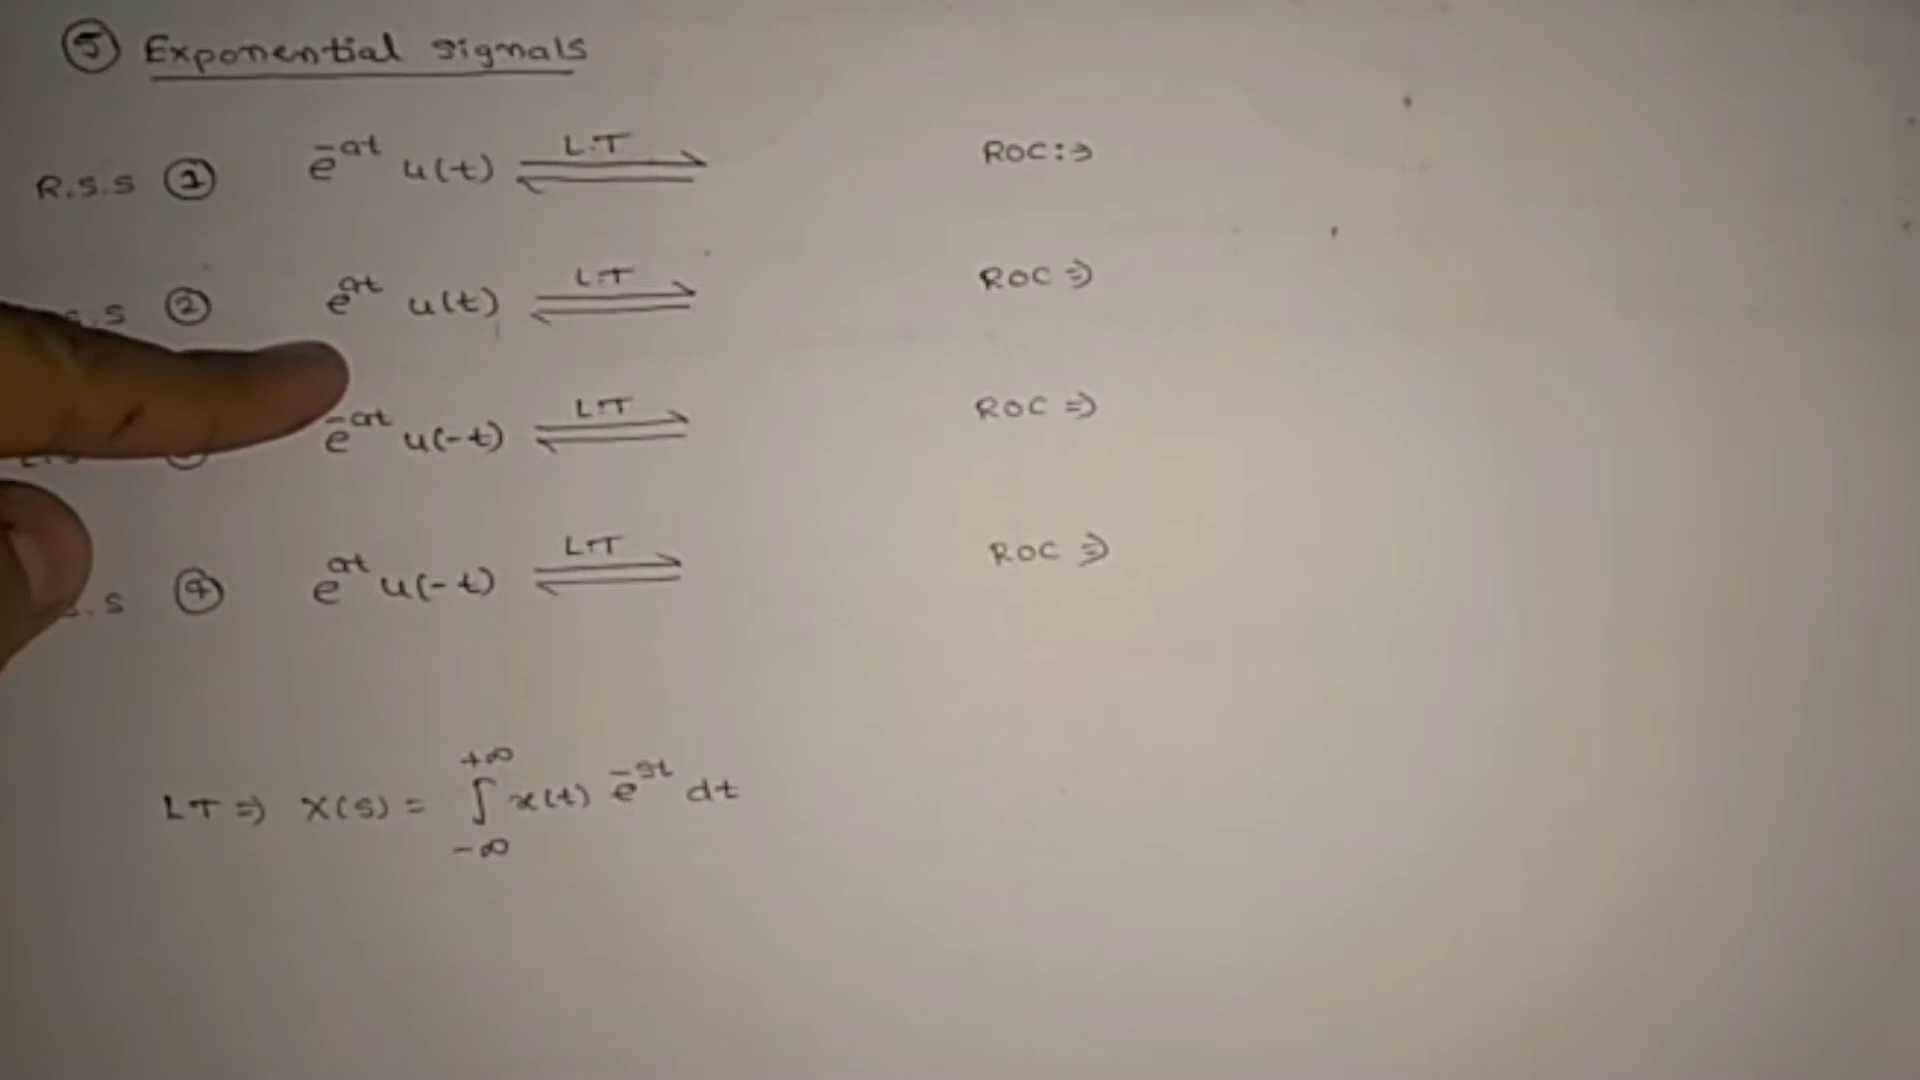 ⑤ Exponential signals
R.S.S ① e^-at u(t) ⇌ L.T ROC:⇒
.S ② e^at u(t) ⇌ L.T ROC ⇒
e^-at u(-t) ⇌ L.T ROC ⇒
.S ④ e^at u(-t) ⇌ L.T ROC ⇒
LT ⇒ X(s) = ∫_{-∞}^{+∞} x(t) e^-st dt